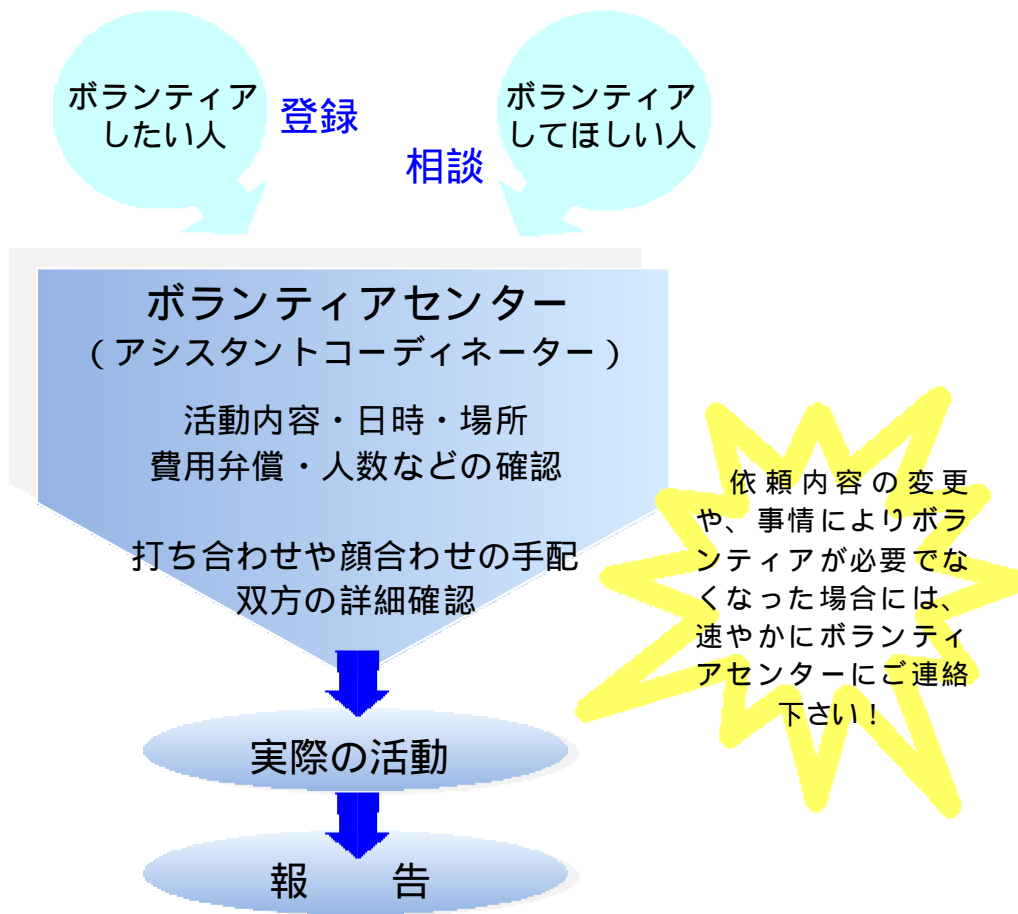 ボランティア
したい人
登録
ボランティア
してほしい人
相談
ボランティアセンター
（アシスタントコーディネーター）
活動内容・日時・場所
費用弁償・人数などの確認
打ち合わせや顔合わせの手配
双方の詳細確認
依頼内容の変更
や、事情によりボラ
ンティアが必要でな
くなった場合には、
速やかにボランティ
アセンターにご連絡
下さい！
実際の活動
報　　告